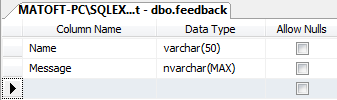 MATOFT-PC\SQLEX...t - dbo.feedback
Column Name Data Type Allow Nulls
Name varchar(50)
Message nvarchar(MAX)